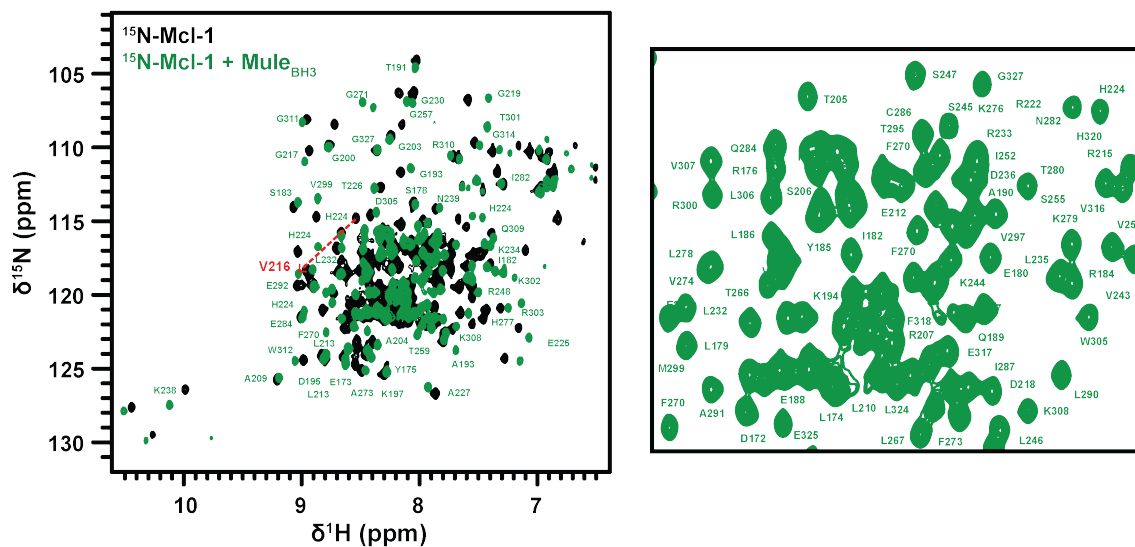 ¹⁵N-Mcl-1
¹⁵N-Mcl-1 + Mule BH3
T191
G271
G230
G219
G257
T301
G311
G327
G203
R310
G314
G217
G200
G193
I282
S183
V299
T226
S178
N239
D305
H224
H224
Q309
H224
L232
K234
I182
V216
E292
K302
R248
H224
R303
E284
H277
F270
A204
K308
E225
W312
L213
T259
A193
A209
D195
E173
Y175
L213
A273
K197
A227
K238
105
110
115
120
125
130
10
9
8
7
δ¹⁵N (ppm)
δ¹H (ppm)
S247
G327
T205
K276
R222
H224
C286
S245
N282
T295
R233
H320
Q284
F270
I252
R215
V307
R176
D236
T280
L306
S206
A190
S255
V316
R300
E212
K279
V25
L186
Y185
I182
F270
V297
L278
E180
L235
R184
V274
T266
K194
K244
V243
L232
F318
Q189
W305
L179
R207
E317
M299
I287
D218
L290
F270
A291
E188
L174
L210
L324
K308
D172
E325
L267
F273
L246